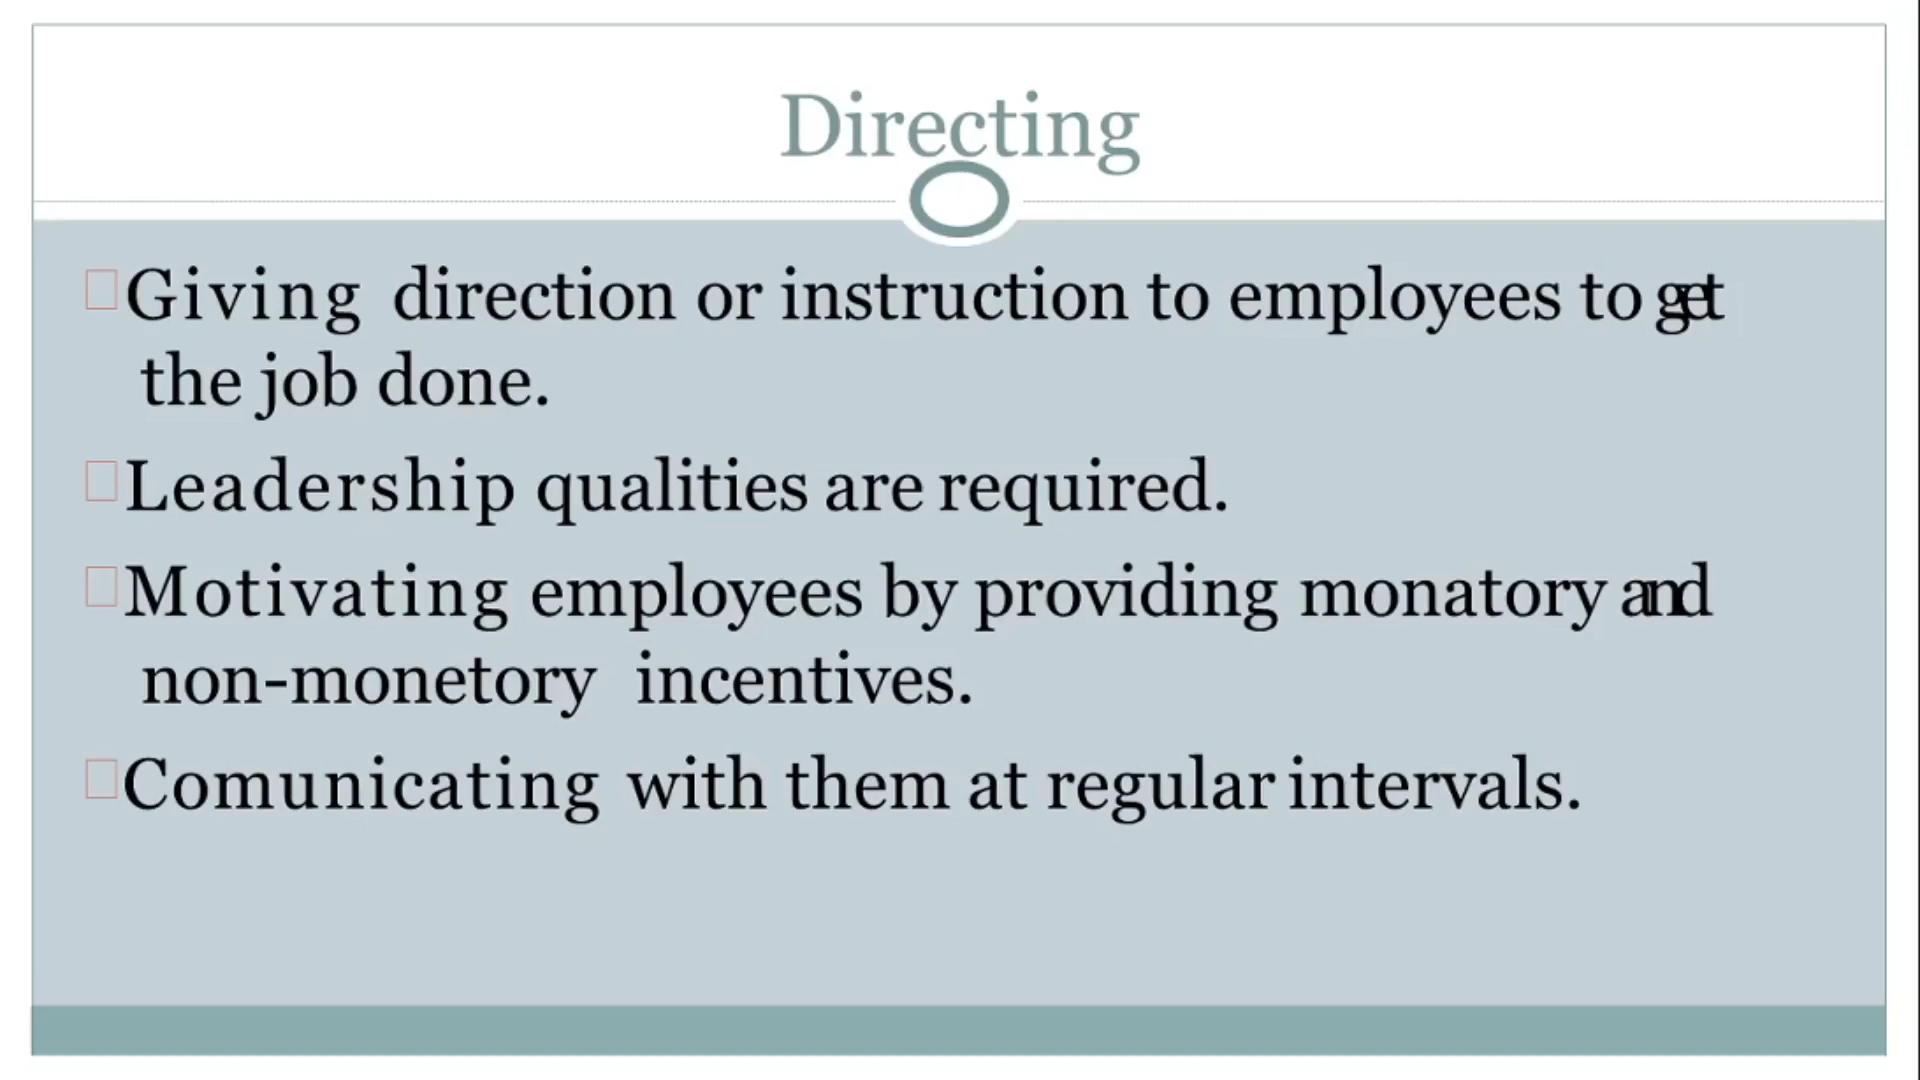 Directing
Giving direction or instruction to employees to get
the job done.
Leadership qualities are required.
Motivating employees by providing monatory and
non-monetory incentives.
Comunicating with them at regular intervals.